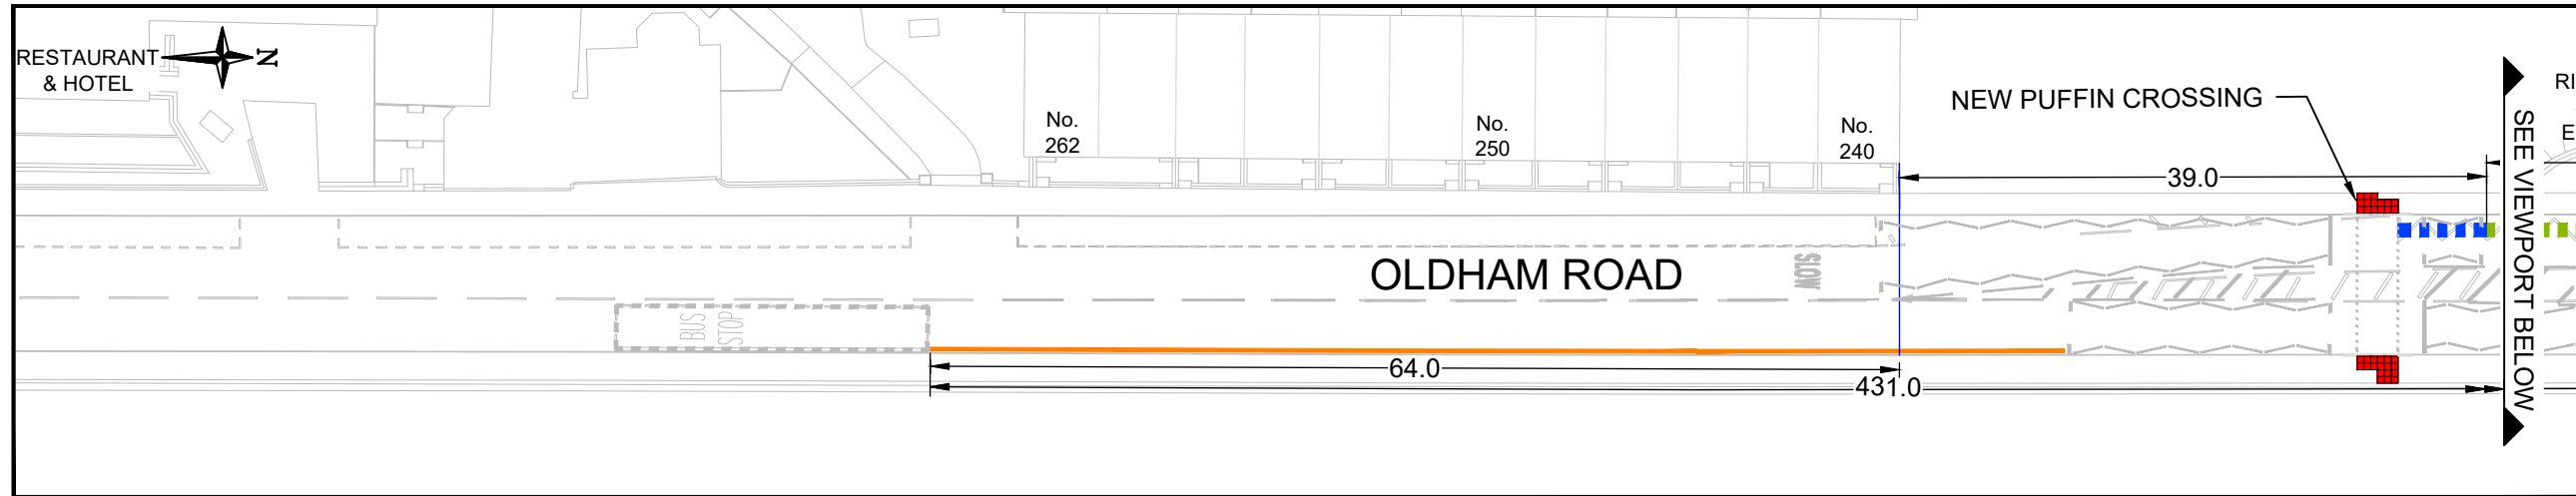 RESTAURANT
& HOTEL
N
No.
262
No.
250
No.
240
NEW PUFFIN CROSSING
39.0
SLOW
OLDHAM ROAD
BUS
STOP
64.0
431.0
SEE VIEWPORT BELOW
RI
E